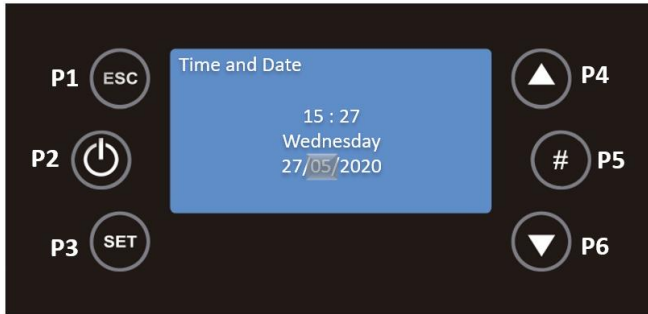 P1 ESC
P2
P3 SET
Time and Date
15 : 27
Wednesday
27/05/2020
P4
# P5
P6